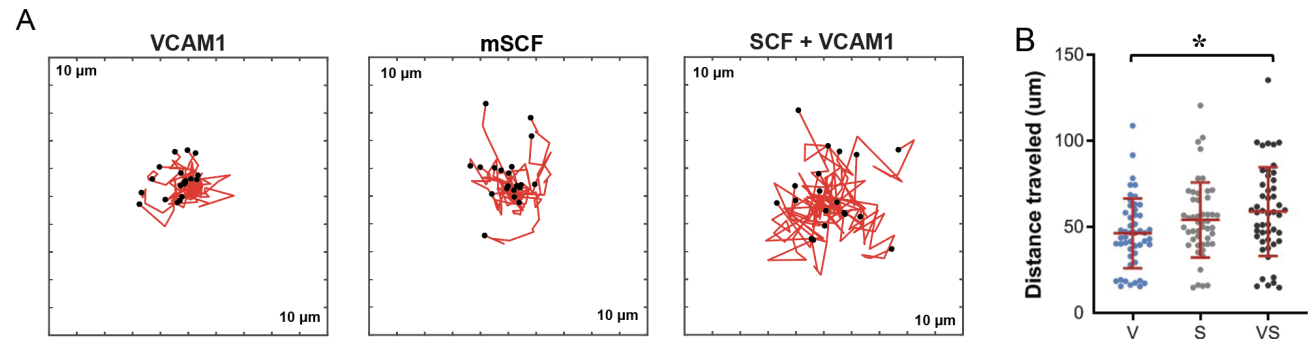 A
VCAM1
10 µm
10 µm
mSCF
10 µm
10 µm
SCF + VCAM1
10 µm
10 µm
B
Distance traveled (um)
150
100
50
0
*
V
S
VS